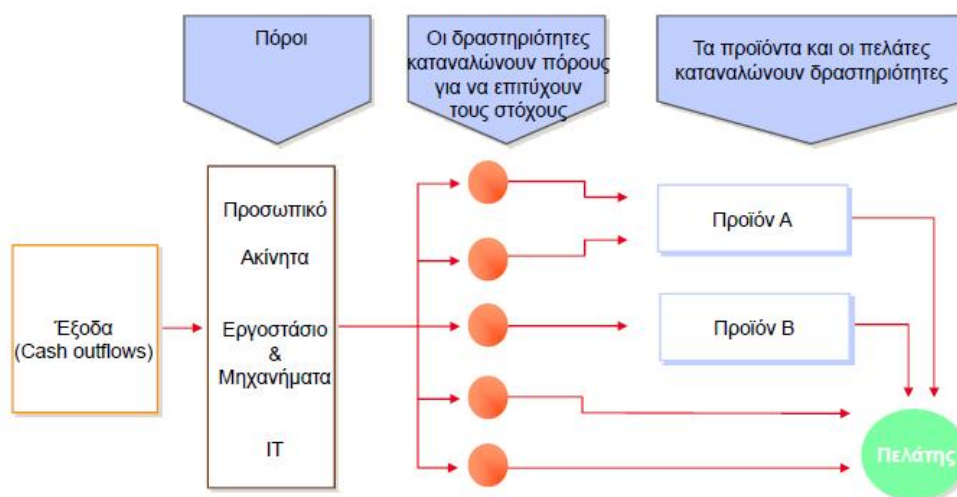 Πόροι
Οι δραστηριότητες
καταναλώνουν πόρους
για να επιτύχουν
τους στόχους
Τα προϊόντα και οι πελάτες
καταναλώνουν δραστηριότητες
Έξοδα
(Cash outflows)
Προσωπικό
Ακίνητα
Εργοστάσιο
&
Μηχανήματα
IT
Προϊόν Α
Προϊόν Β
Πελάτης